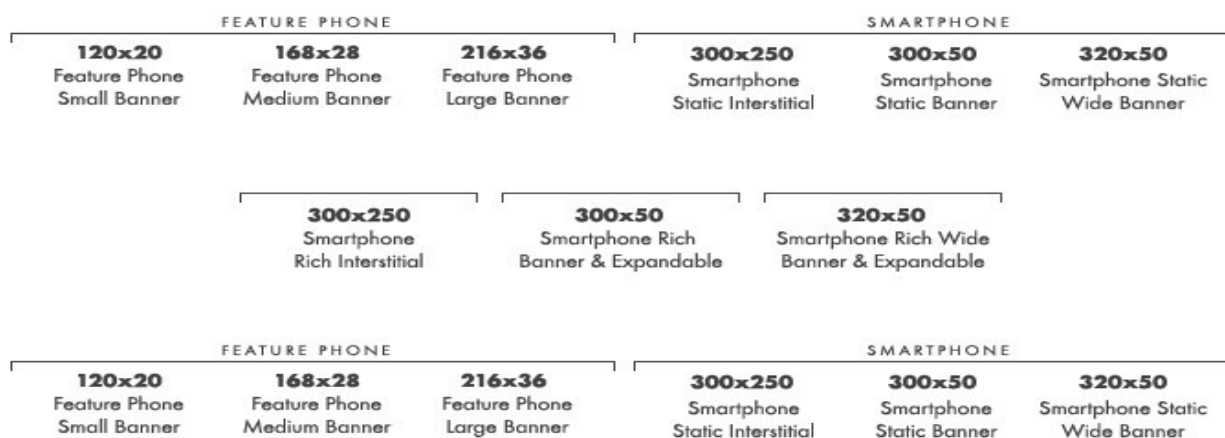 FEATURE PHONE
SMARTPHONE
120x20
168x28
216x36
300x250
300x50
320x50
Feature Phone
Feature Phone
Feature Phone
Smartphone
Smartphone
Smartphone Static
Small Banner
Medium Banner
Large Banner
Static Interstitial
Static Banner
Wide Banner
300x250
300x50
320x50
Smartphone
Smartphone Rich
Smartphone Rich Wide
Rich Interstitial
Banner & Expandable
Banner & Expandable
FEATURE PHONE
SMARTPHONE
120x20
168x28
216x36
300x250
300x50
320x50
Feature Phone
Feature Phone
Feature Phone
Smartphone
Smartphone
Smartphone Static
Small Banner
Medium Banner
Large Banner
Static Interstitial
Static Banner
Wide Banner